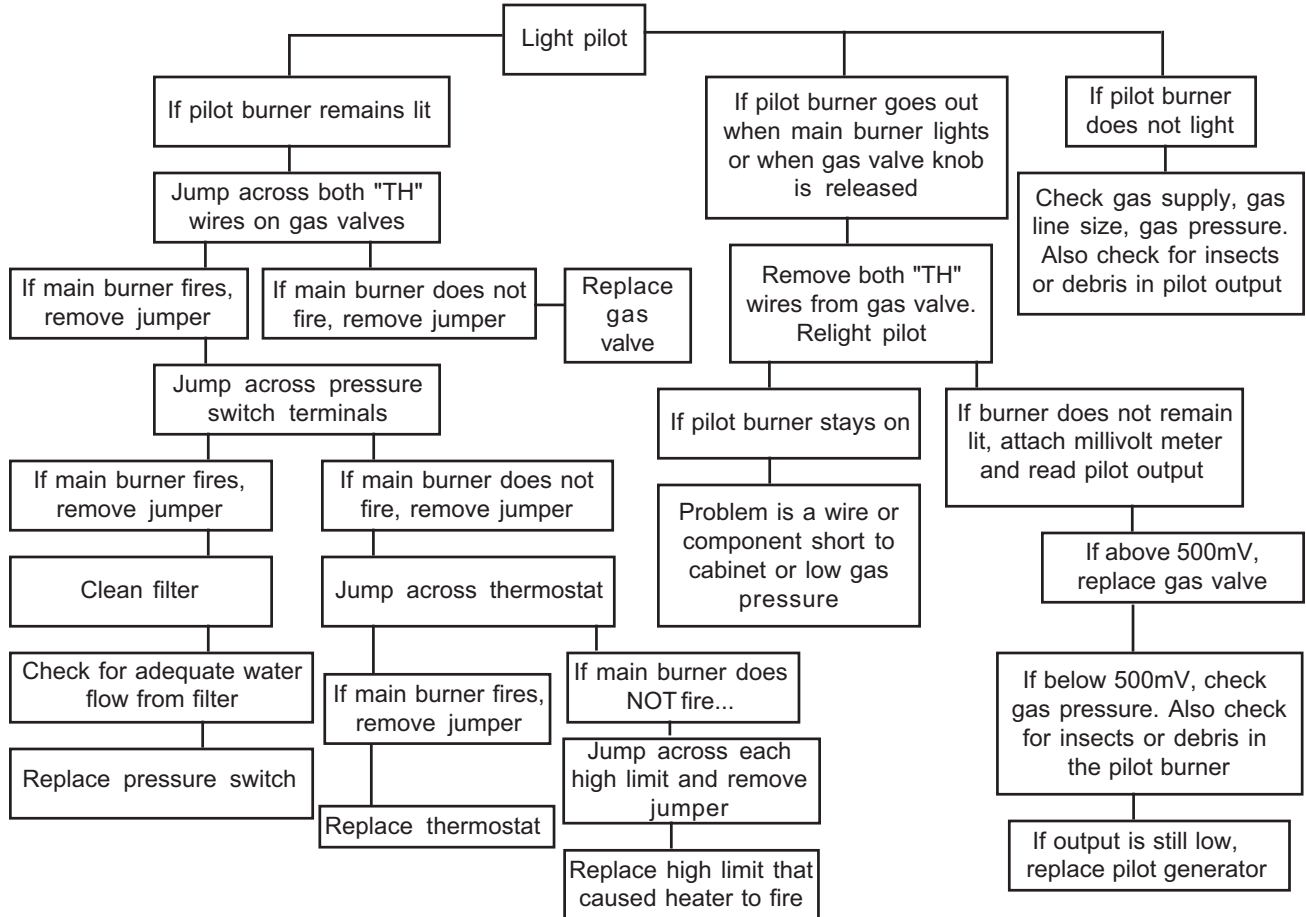 Light pilot
If pilot burner remains lit
Jump across both "TH"
wires on gas valves
If main burner fires,
remove jumper
If main burner does not
fire, remove jumper
Replace
gas
valve
Jump across pressure
switch terminals
If main burner fires,
remove jumper
Clean filter
Check for adequate water
flow from filter
Replace pressure switch
If main burner does not
fire, remove jumper
Jump across thermostat
If main burner fires,
remove jumper
Replace thermostat
If main burner does
NOT fire...
Jump across each
high limit and remove
jumper
Replace high limit that
caused heater to fire
If pilot burner goes out
when main burner lights
or when gas valve knob
is released
Remove both "TH"
wires from gas valve.
Relight pilot
If pilot burner stays on
Problem is a wire or
component short to
cabinet or low gas
pressure
If burner does not remain
lit, attach millivolt meter
and read pilot output
If above 500mV,
replace gas valve
If below 500mV, check
gas pressure. Also check
for insects or debris in
the pilot burner
If output is still low,
replace pilot generator
If pilot burner
does not light
Check gas supply, gas
line size, gas pressure.
Also check for insects
or debris in pilot output